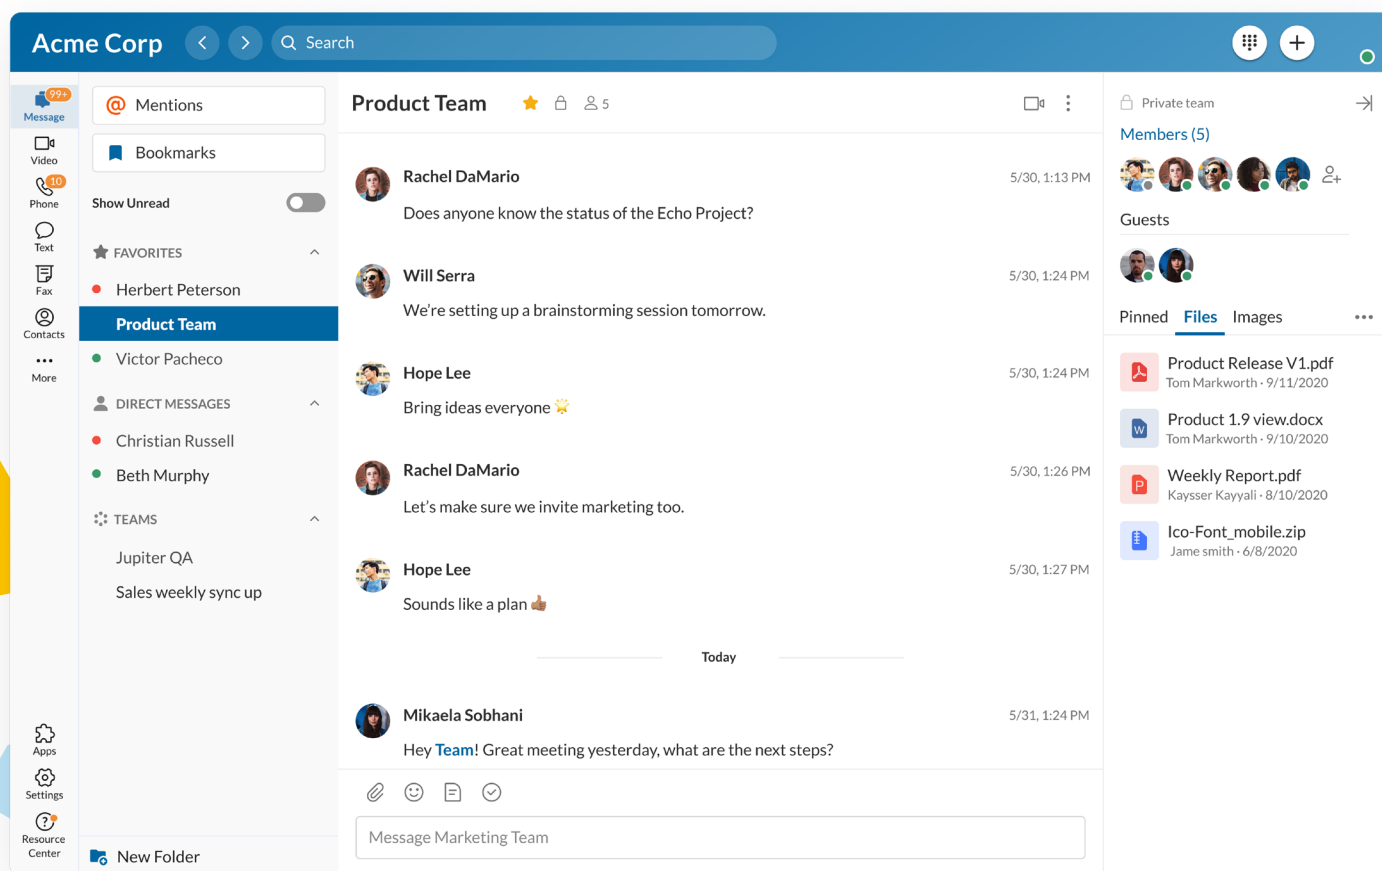 Acme Corp
Search
99+
Message
Video
10
Phone
Text
Fax
Contacts
More
Apps
Settings
?
Resource
Center
@ Mentions
Bookmarks
Show Unread
FAVORITES
Herbert Peterson
Product Team
Victor Pacheco
DIRECT MESSAGES
Christian Russell
Beth Murphy
TEAMS
Jupiter QA
Sales weekly sync up
New Folder
Product Team
5
Rachel DaMario
5/30, 1:13 PM
Does anyone know the status of the Echo Project?
Will Serra
5/30, 1:24 PM
We’re setting up a brainstorming session tomorrow.
Hope Lee
5/30, 1:24 PM
Bring ideas everyone 🌟
Rachel DaMario
5/30, 1:26 PM
Let’s make sure we invite marketing too.
Hope Lee
5/30, 1:27 PM
Sounds like a plan 👍🏽
Today
Mikaela Sobhani
5/31, 1:24 PM
Hey Team! Great meeting yesterday, what are the next steps?
Message Marketing Team
Private team
Members (5)
Guests
Pinned
Files
Images
Product Release V1.pdf
Tom Markworth · 9/11/2020
W
Product 1.9 view.docx
Tom Markworth · 9/10/2020
P
Weekly Report.pdf
Kaysser Kayyali · 8/10/2020
Ico-Font_mobile.zip
Jame smith · 6/8/2020